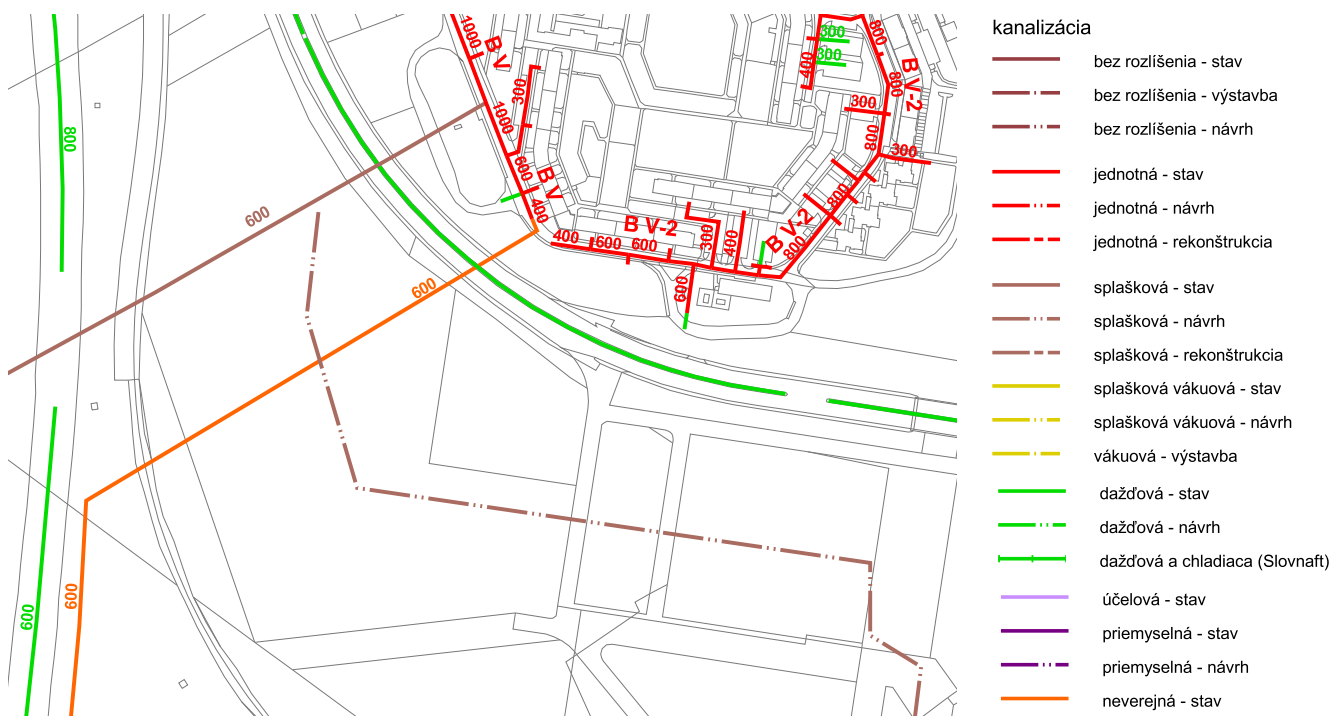 1000
B V
300
1000
600
B V
400
800
600
600
400
600
600
B V-2
300
400
600
B V-2
800
800
300
300
400
800
B V-2
800
300
800
300
600
600
kanalizácia
bez rozlíšenia - stav
bez rozlíšenia - výstavba
bez rozlíšenia - návrh
jednotná - stav
jednotná - návrh
jednotná - rekonštrukcia
splašková - stav
splašková - návrh
splašková - rekonštrukcia
splašková vákuová - stav
splašková vákuová - návrh
vákuová - výstavba
dažďová - stav
dažďová - návrh
dažďová a chladiaca (Slovnaft)
účelová - stav
priemyselná - stav
priemyselná - návrh
neverejná - stav